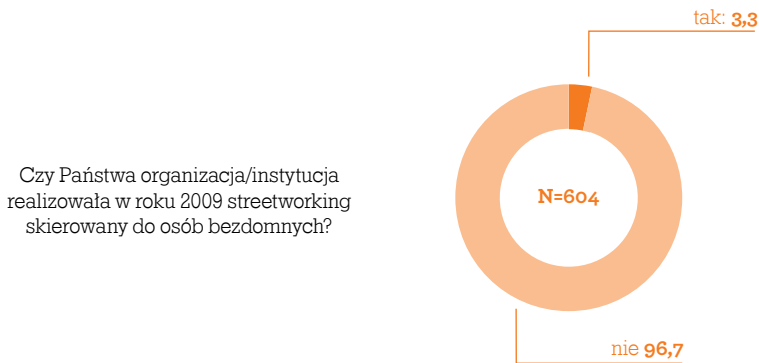 tak: 3,3
Czy Państwa organizacja/instytucja
realizowała w roku 2009 streetworking
skierowany do osób bezdomnych?
N=604
nie 96,7